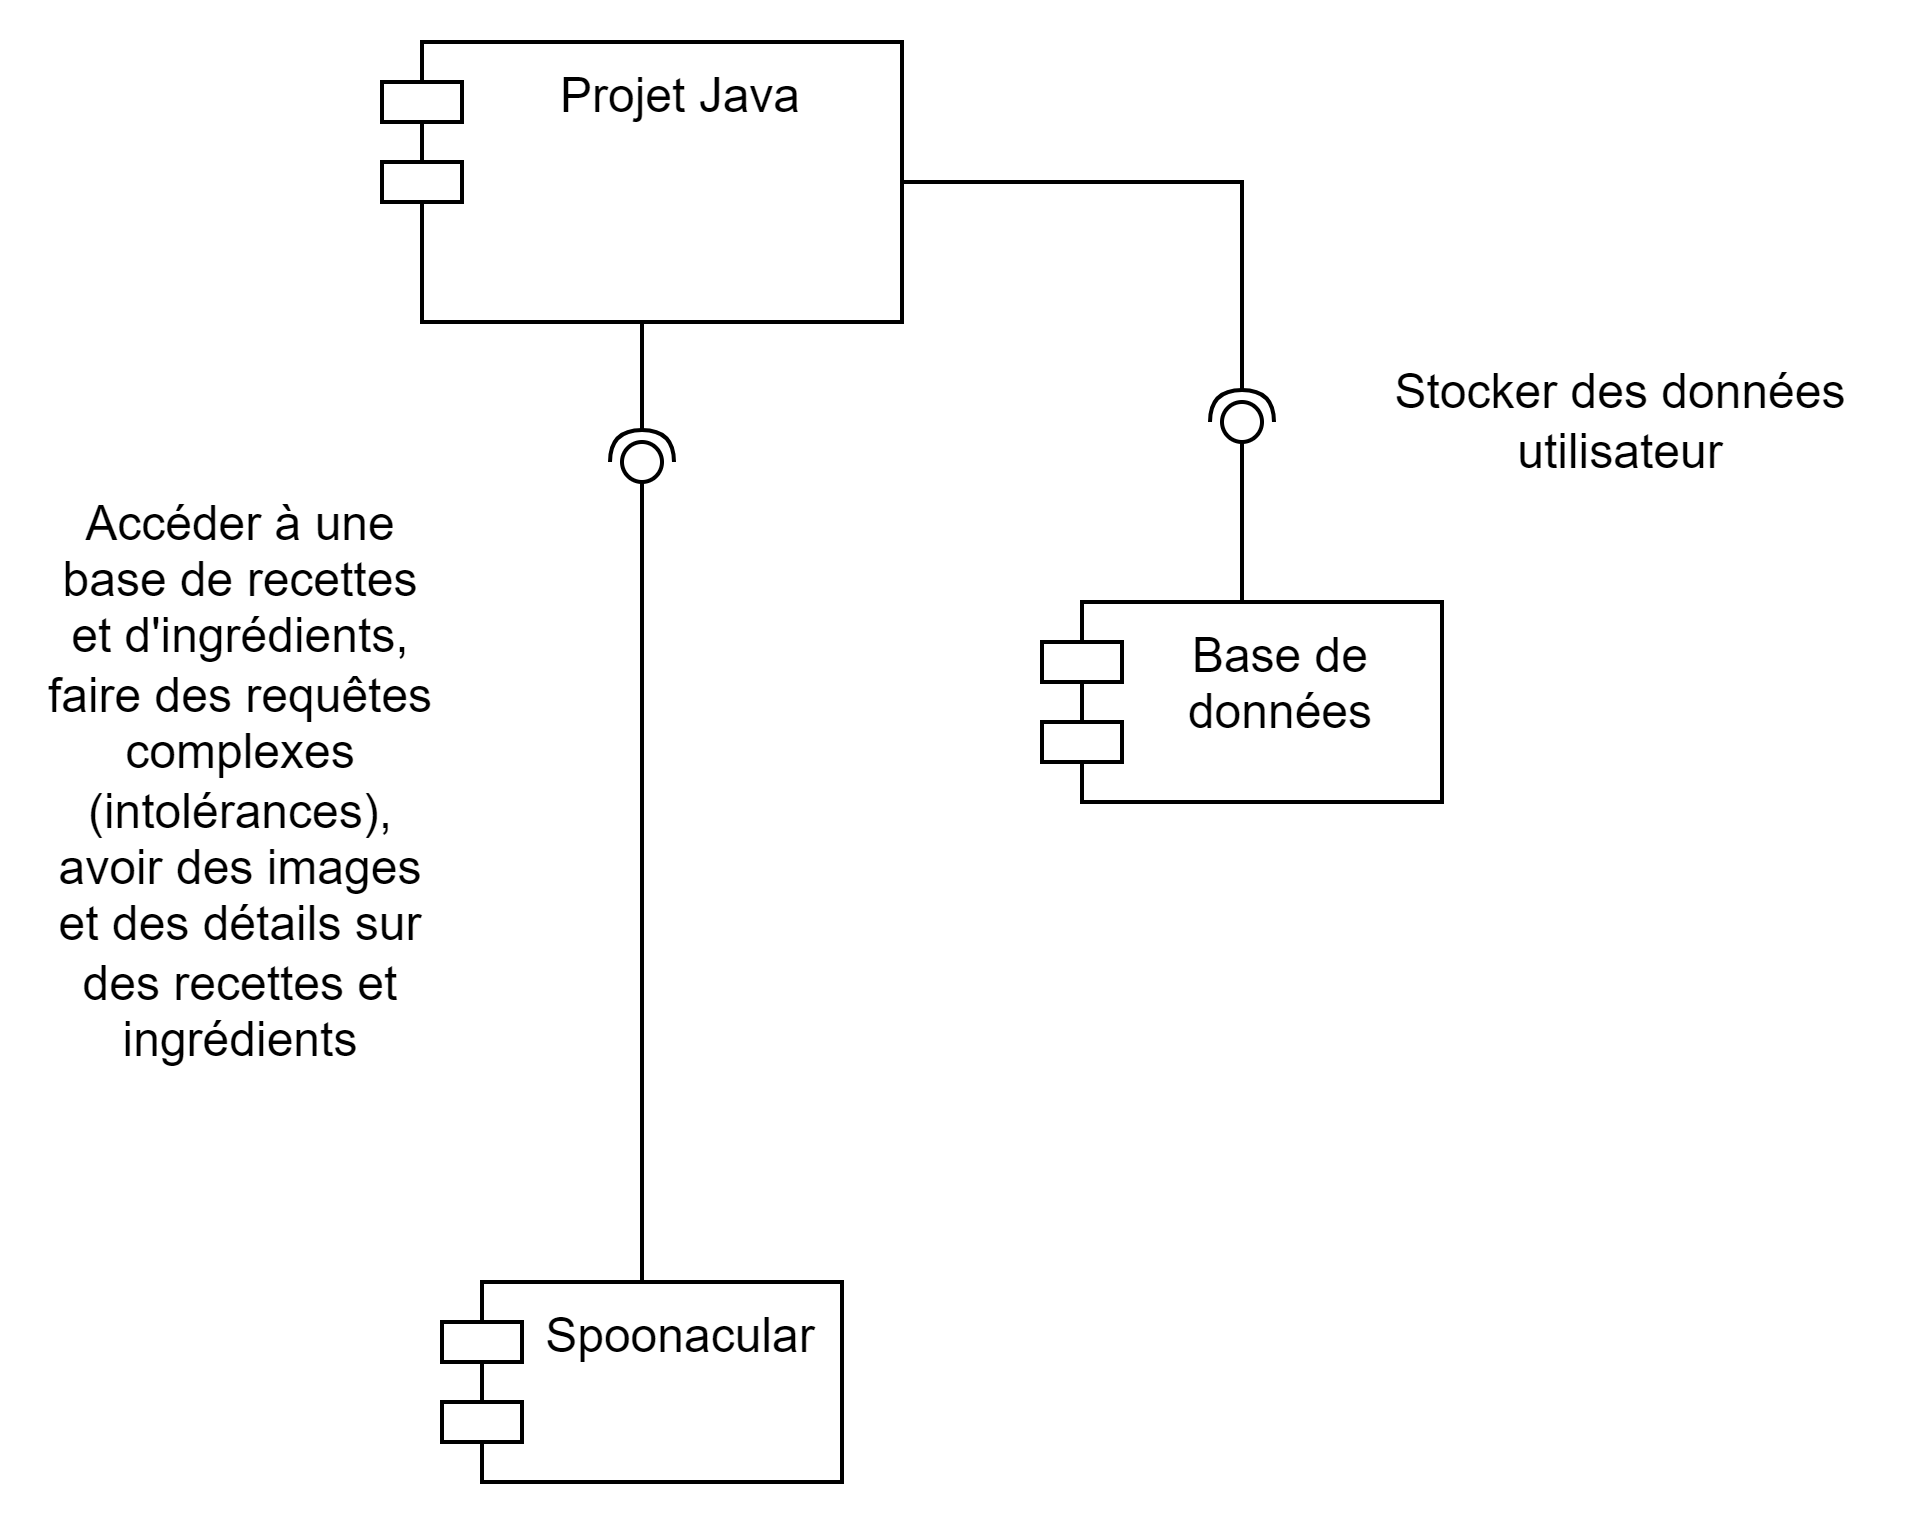 Projet Java
Stocker des données
utilisateur
Accéder à une
base de recettes
et d'ingrédients,
faire des requêtes
complexes
(intolérances),
avoir des images
et des détails sur
des recettes et
ingrédients
Base de
données
Spoonacular